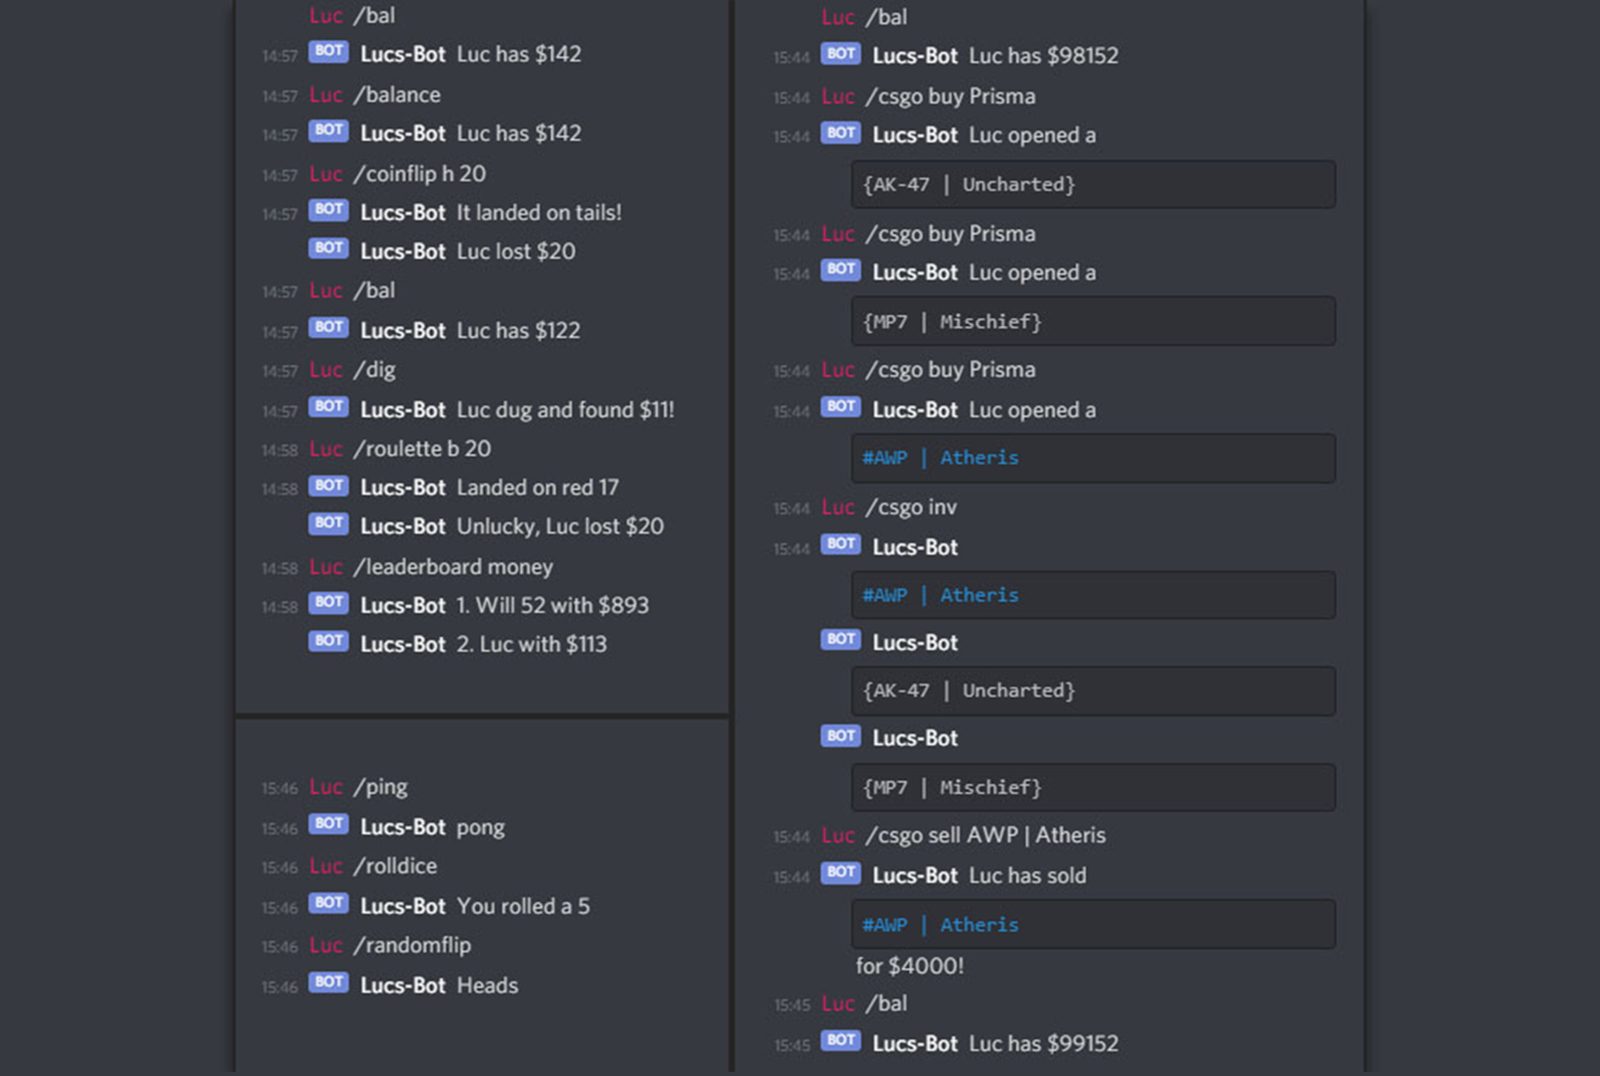 Luc /bal
14:57 BOT Lucs-Bot Luc has $142
14:57 Luc /balance
14:57 BOT Lucs-Bot Luc has $142
14:57 Luc /coinflip h 20
14:57 BOT Lucs-Bot It landed on tails!
BOT Lucs-Bot Luc lost $20
14:57 Luc /bal
14:57 BOT Lucs-Bot Luc has $122
14:57 Luc /dig
14:57 BOT Lucs-Bot Luc dug and found $11!
14:58 Luc /roulette b 20
14:58 BOT Lucs-Bot Landed on red 17
BOT Lucs-Bot Unlucky, Luc lost $20
14:58 Luc /leaderboard money
14:58 BOT Lucs-Bot 1. Will 52 with $893
BOT Lucs-Bot 2. Luc with $113
15:46 Luc /ping
15:46 BOT Lucs-Bot pong
15:46 Luc /rolldice
15:46 BOT Lucs-Bot You rolled a 5
15:46 Luc /randomflip
15:46 BOT Lucs-Bot Heads
Luc /bal
15:44 BOT Lucs-Bot Luc has $98152
15:44 Luc /csgo buy Prisma
15:44 BOT Lucs-Bot Luc opened a
{AK-47 | Uncharted}
15:44 Luc /csgo buy Prisma
15:44 BOT Lucs-Bot Luc opened a
{MP7 | Mischief}
15:44 Luc /csgo buy Prisma
15:44 BOT Lucs-Bot Luc opened a
#AWP | Atheris
15:44 Luc /csgo inv
15:44 BOT Lucs-Bot
#AWP | Atheris
BOT Lucs-Bot
{AK-47 | Uncharted}
BOT Lucs-Bot
{MP7 | Mischief}
15:44 Luc /csgo sell AWP | Atheris
15:44 BOT Lucs-Bot Luc has sold
#AWP | Atheris
for $4000!
15:45 Luc /bal
15:45 BOT Lucs-Bot Luc has $99152